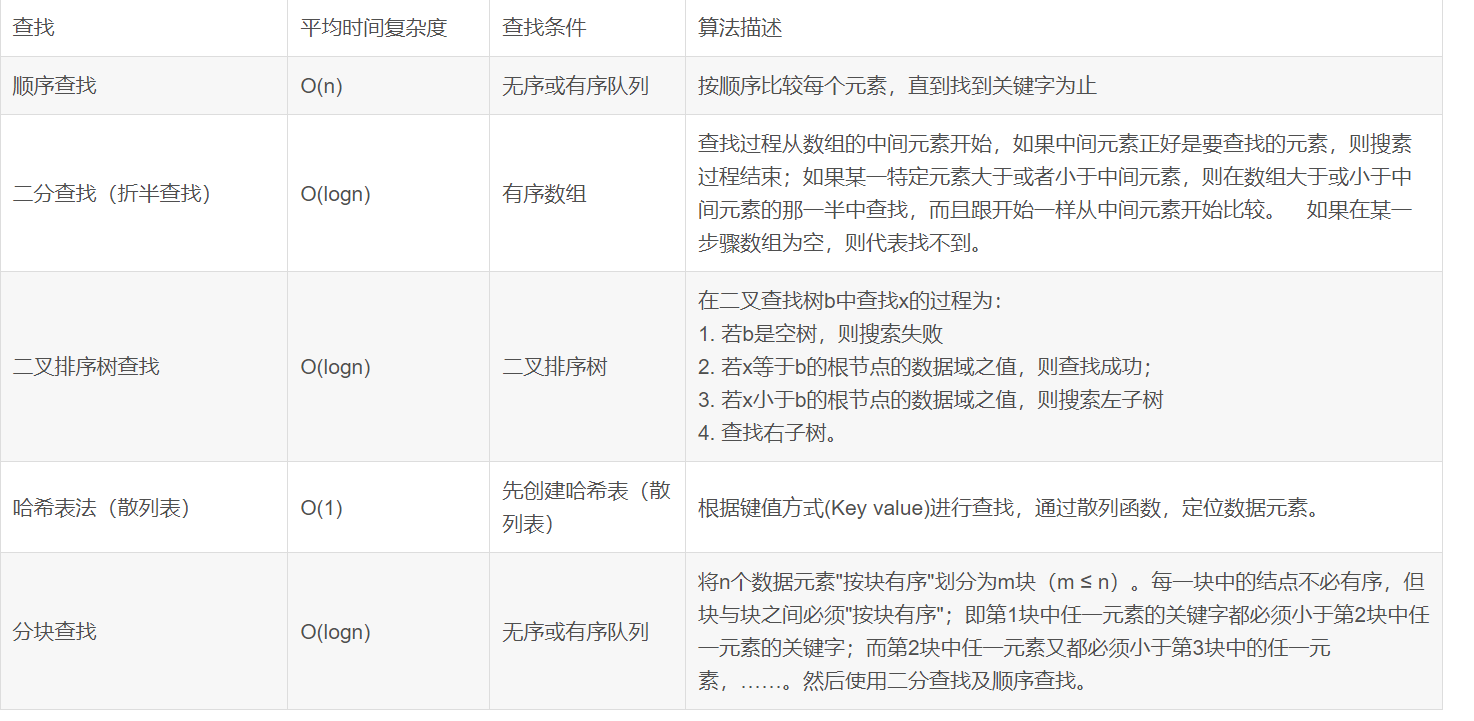 查找 平均时间复杂度 查找条件 算法描述
顺序查找 O(n) 无序或有序队列 按顺序比较每个元素，直到找到关键字为止
二分查找（折半查找） O(logn) 有序数组 查找过程从数组的中间元素开始，如果中间元素正好是要查找的元素，则搜索
过程结束；如果某一特定元素大于或者小于中间元素，则在数组大于或小于中
间元素的那一半中查找，而且跟开始一样从中间元素开始比较。 如果在某一
步骤数组为空，则代表找不到。
二叉排序树查找 O(logn) 二叉排序树 在二叉查找树b中查找x的过程为：
1. 若b是空树，则搜索失败
2. 若x等于b的根节点的数据域之值，则查找成功；
3. 若x小于b的根节点的数据域之值，则搜索左子树
4. 查找右子树。
哈希表法（散列表） O(1) 先创建哈希表（散
列表） 根据键值方式(Key value)进行查找，通过散列函数，定位数据元素。
分块查找 O(logn) 无序或有序队列 将n个数据元素"按块有序"划分为m块（m ≤ n）。每一块中的结点不必有序，但
块与块之间必须"按块有序"；即第1块中任一元素的关键字都必须小于第2块中任
一元素的关键字；而第2块中任一元素又都必须小于第3块中的任一元
素，……。然后使用二分查找及顺序查找。